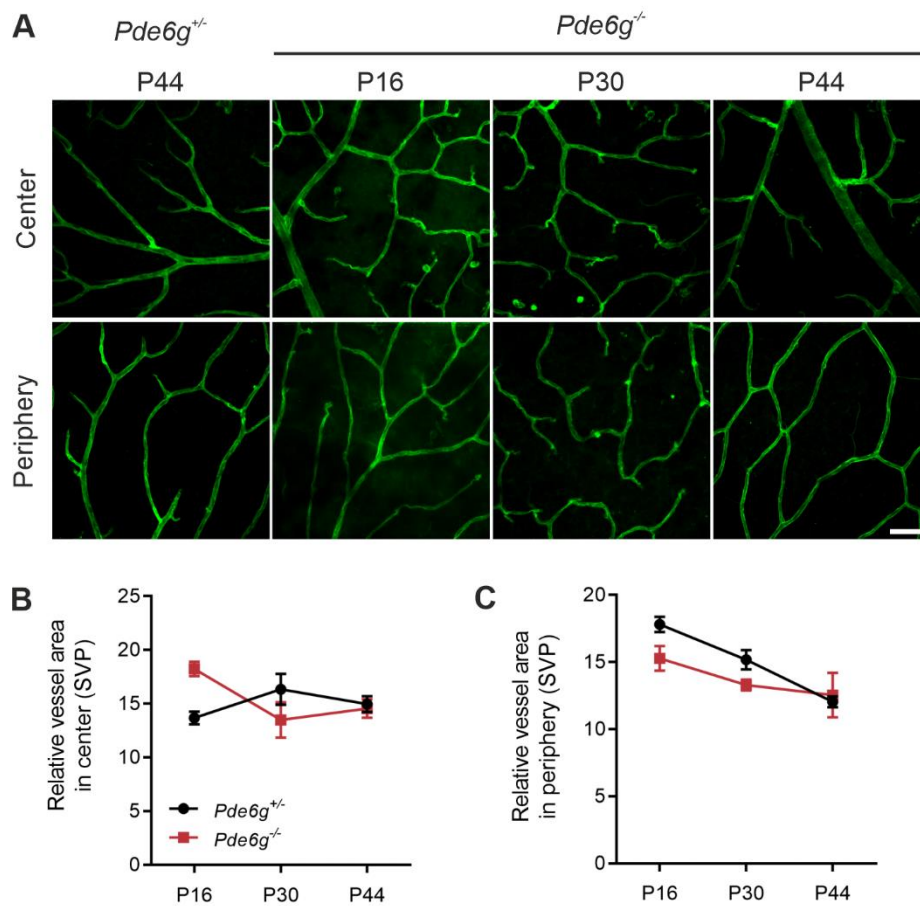 A
Pde6g+/-
Pde6g-/-
P44
P16
P30
P44
Center
Periphery
B
Relative vessel area
in center (SVP)
25
20
15
10
5
0
Pde6g+/-
Pde6g-/-
P16
P30
P44
C
Relative vessel area
in periphery (SVP)
20
15
10
5
0
P16
P30
P44